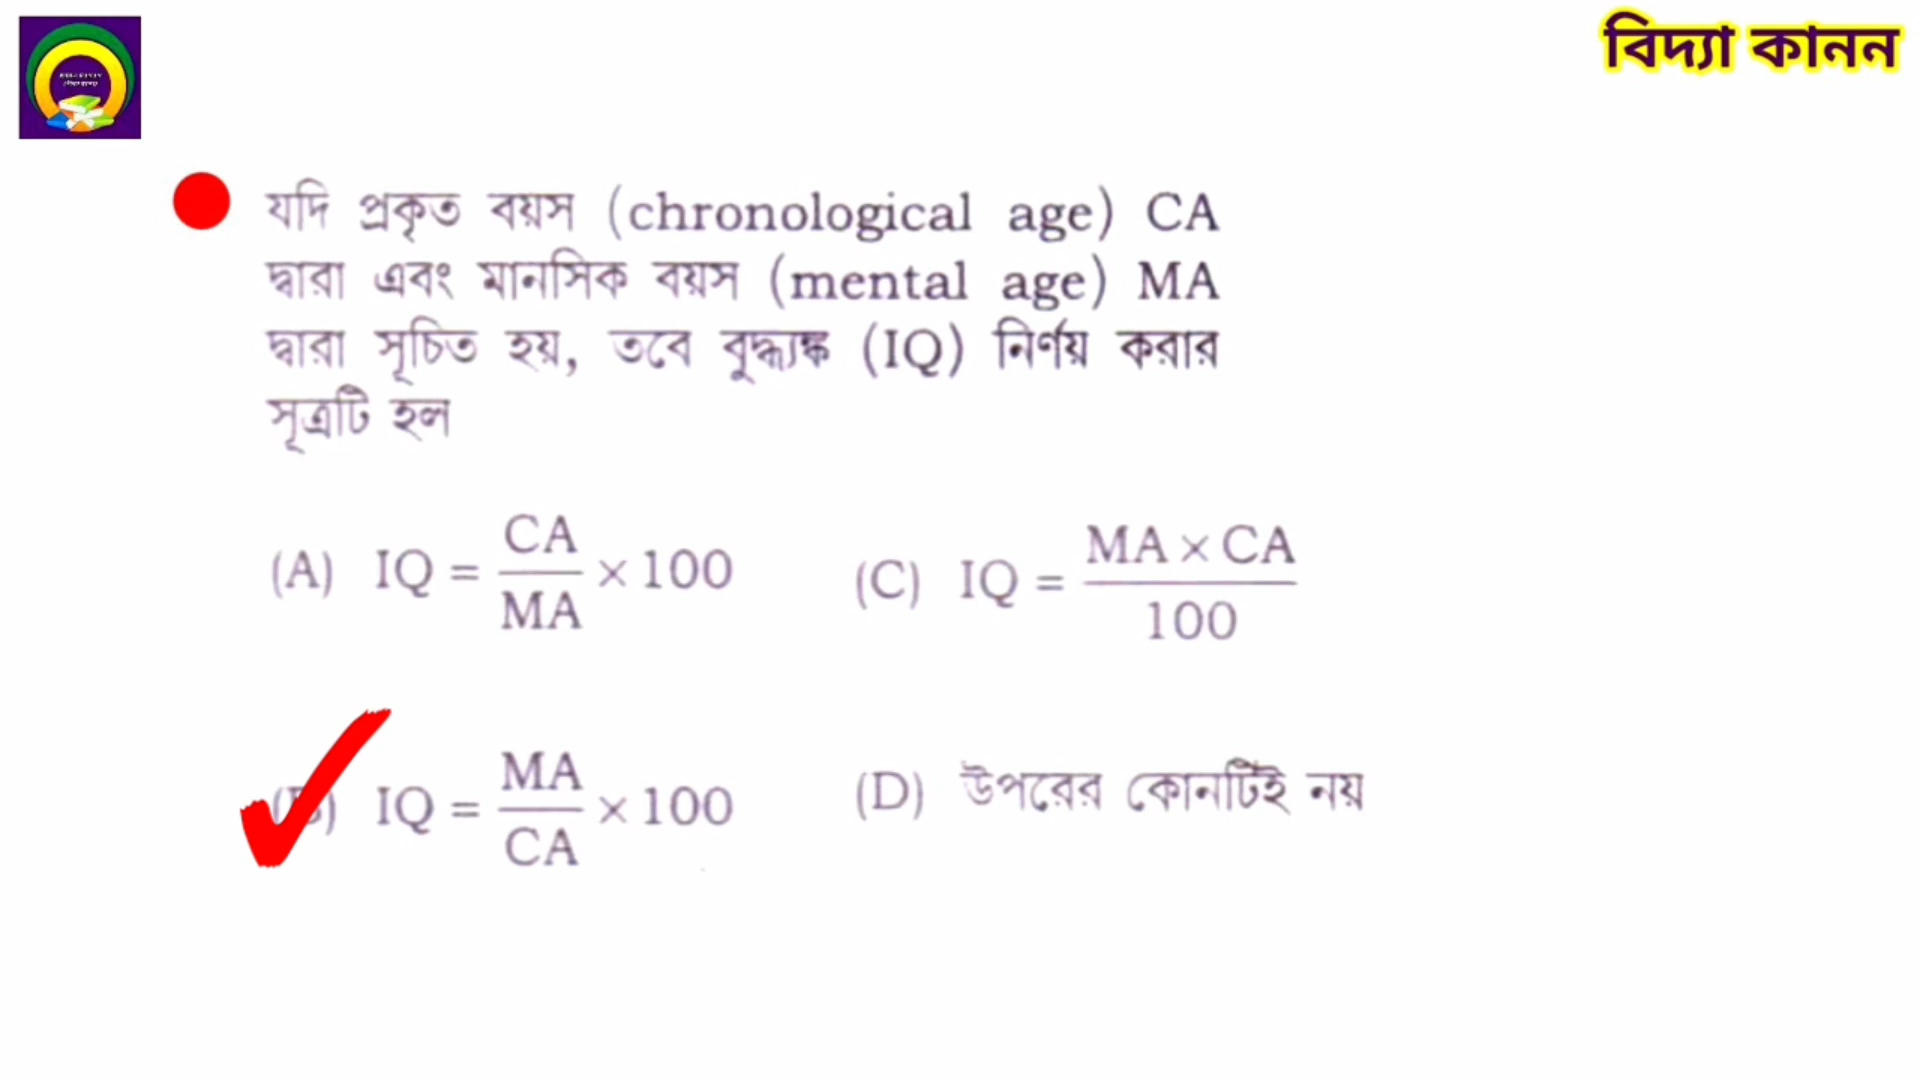 বিদ্যা কানন
যদি প্রকৃত বয়স (chronological age) CA
দ্বারা এবং মানসিক বয়স (mental age) MA
দ্বারা সূচিত হয়, তবে বুদ্ধ্যঙ্ক (IQ) নির্ণয় করার
সূত্রটি হল
(A) IQ = CA/MA × 100
(C) IQ = MA × CA/100
(B) IQ = MA/CA × 100
(D) উপরের কোনটিই নয়